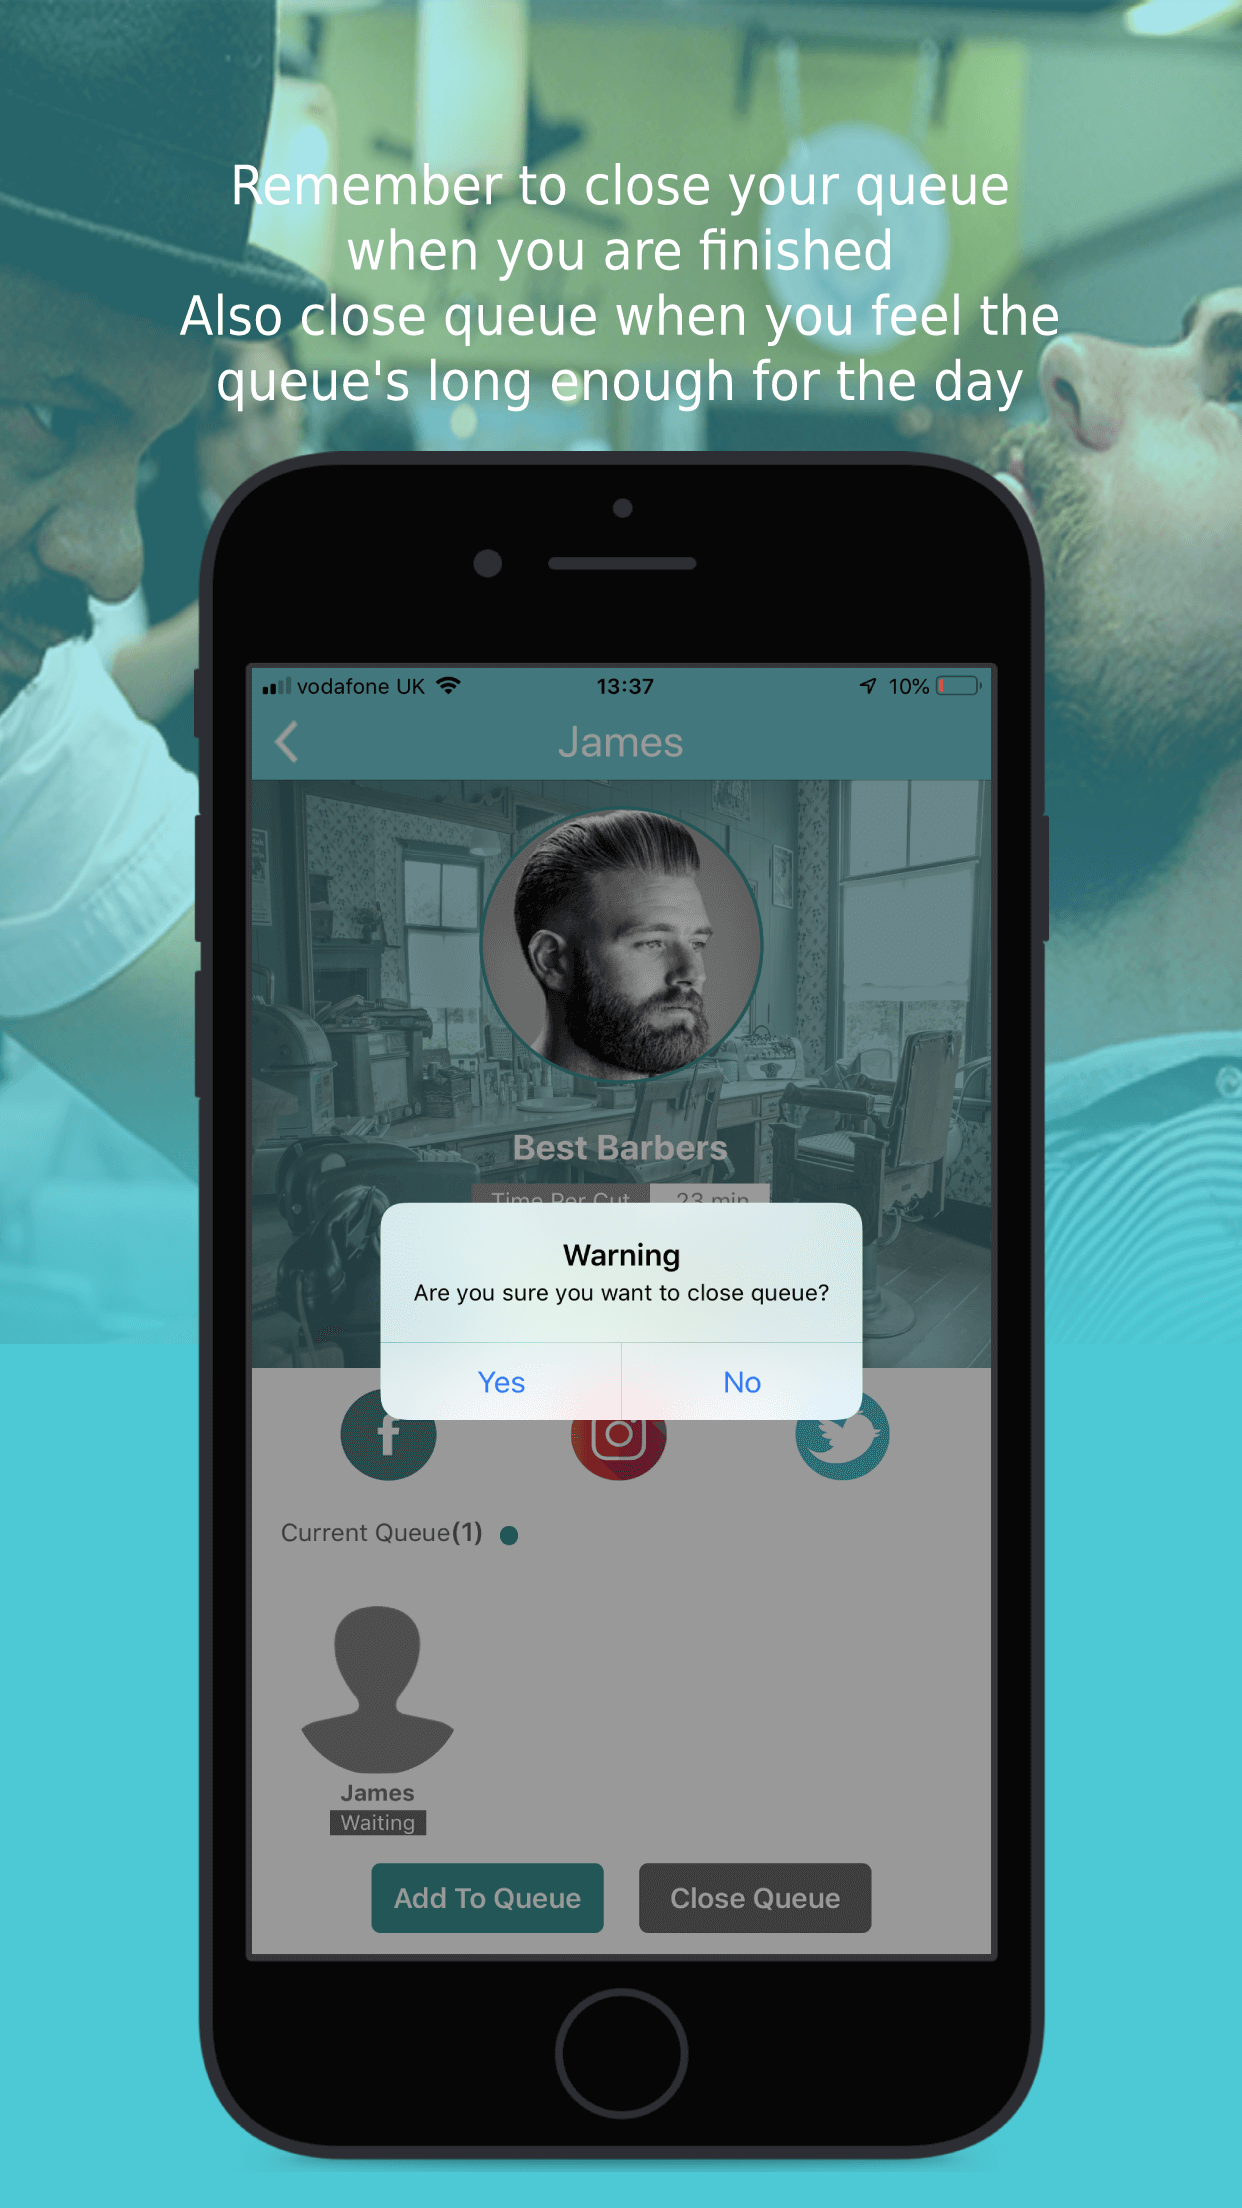 Remember to close your queue
when you are finished
Also close queue when you feel the
queue's long enough for the day
vodafone UK 13:37 10%
James
Best Barbers
Time Per Cut 23 min
Warning
Are you sure you want to close queue?
Yes No
Current Queue(1)
James
Waiting
Add To Queue Close Queue